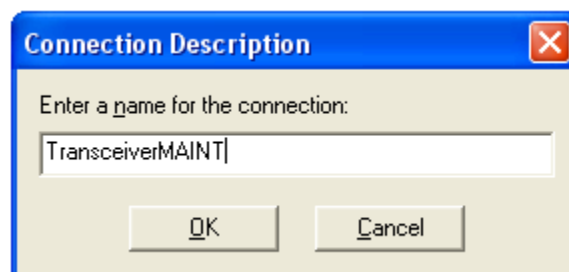 Connection Description
Enter a name for the connection:
TransceiverMAINT
OK
Cancel